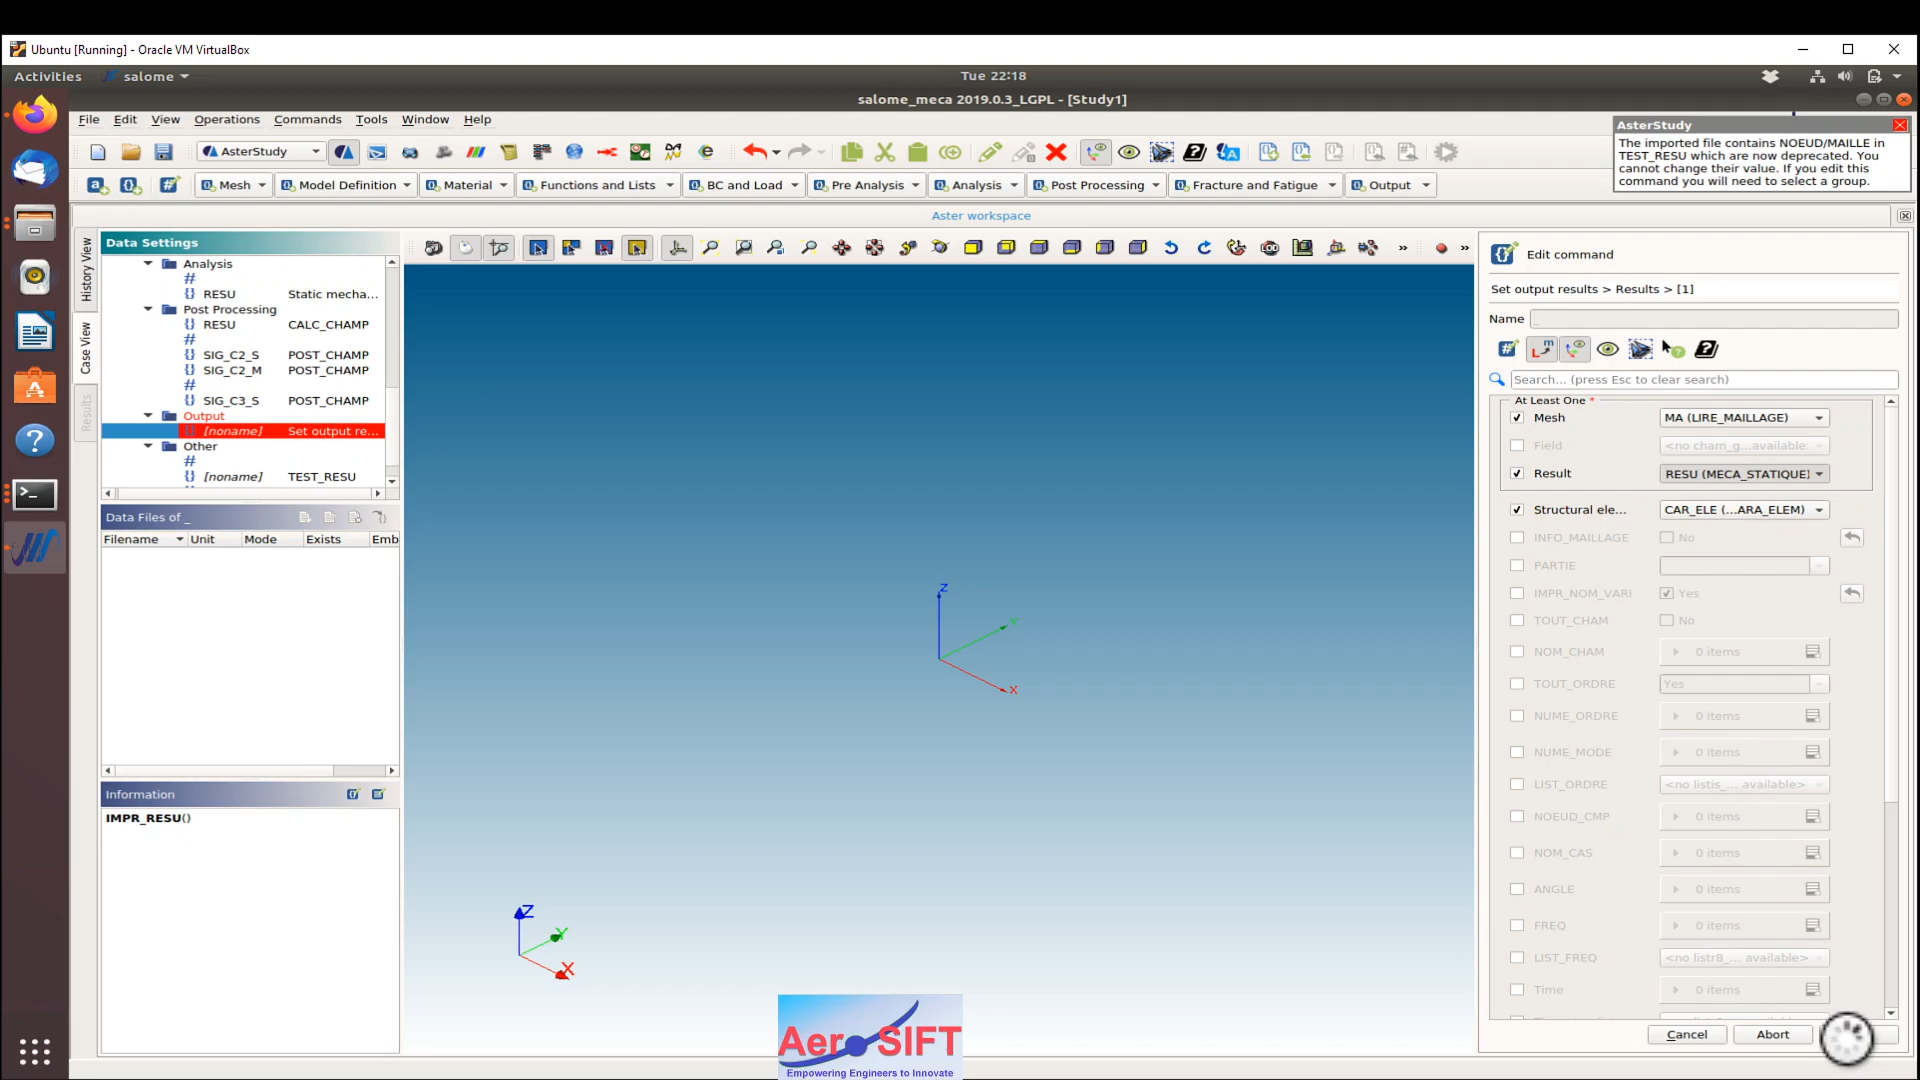 Ubuntu [Running] - Oracle VM VirtualBox
Activities
salome
Tue 22:18
salome_meca 2019.0.3_LGPL - [Study1]
File Edit View Operations Commands Tools Window Help
AsterStudy
The imported file contains NOEUD/MAILLE in
TEST_RESU which are now deprecated. You
cannot change their value. If you edit this
command you will need to select a group.
AsterStudy
Mesh Model Definition Material Functions and Lists BC and Load Pre Analysis Analysis Post Processing Fracture and Fatigue Output
Aster workspace
History View
Case View
Results
Data Settings
Analysis
#
RESU Static mecha...
Post Processing
RESU CALC_CHAMP
#
SIG_C2_S POST_CHAMP
SIG_C2_M POST_CHAMP
#
SIG_C3_S POST_CHAMP
Output
[noname] Set output re...
Other
#
[noname] TEST_RESU
Data Files of _
Filename Unit Mode Exists Emb
Information
IMPR_RESU()
Z
Y
X
Z
Y
X
AeroSIFT
Empowering Engineers to Innovate
Edit command
Set output results > Results > [1]
Name _
Search... (press Esc to clear search)
At Least One *
Mesh MA (LIRE_MAILLAGE)
Field <no cham_g...available:
Result RESU (MECA_STATIQUE)
Structural ele... CAR_ELE (...ARA_ELEM)
INFO_MAILLAGE No
PARTIE
IMPR_NOM_VARI Yes
TOUT_CHAM No
NOM_CHAM 0 items
TOUT_ORDRE Yes
NUME_ORDRE 0 items
NUME_MODE 0 items
LIST_ORDRE <no listis_... available>
NOEUD_CMP 0 items
NOM_CAS 0 items
ANGLE 0 items
FREQ 0 items
LIST_FREQ <no listr8_... available>
Time 0 items
Cancel Abort